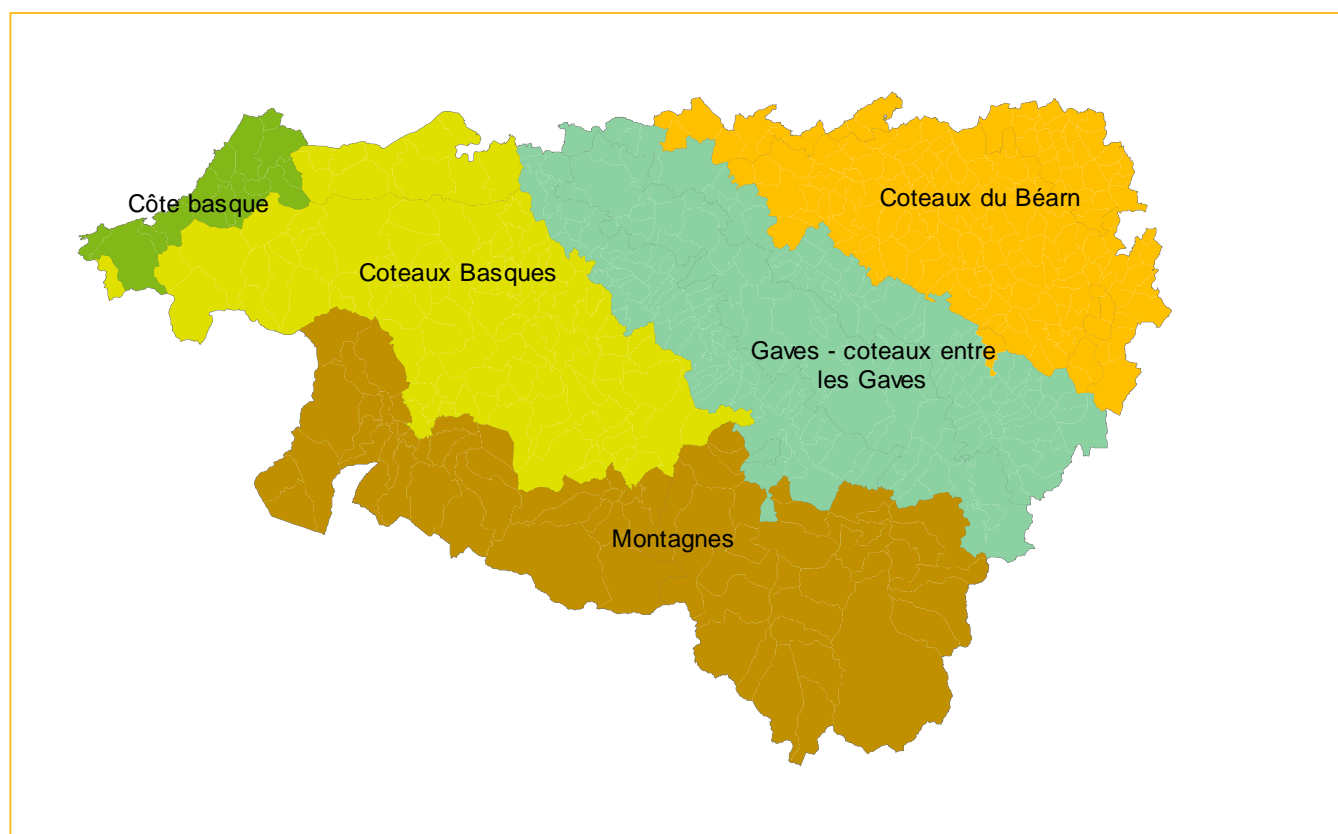 Côte basque
Coteaux du Béarn
Coteaux Basques
Gaves - coteaux entre
les Gaves
Montagnes